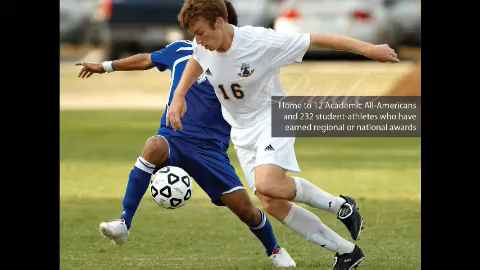 16
Home to 12 Academic All-Americans
and 232 student-athletes who have
earned regional or national awards